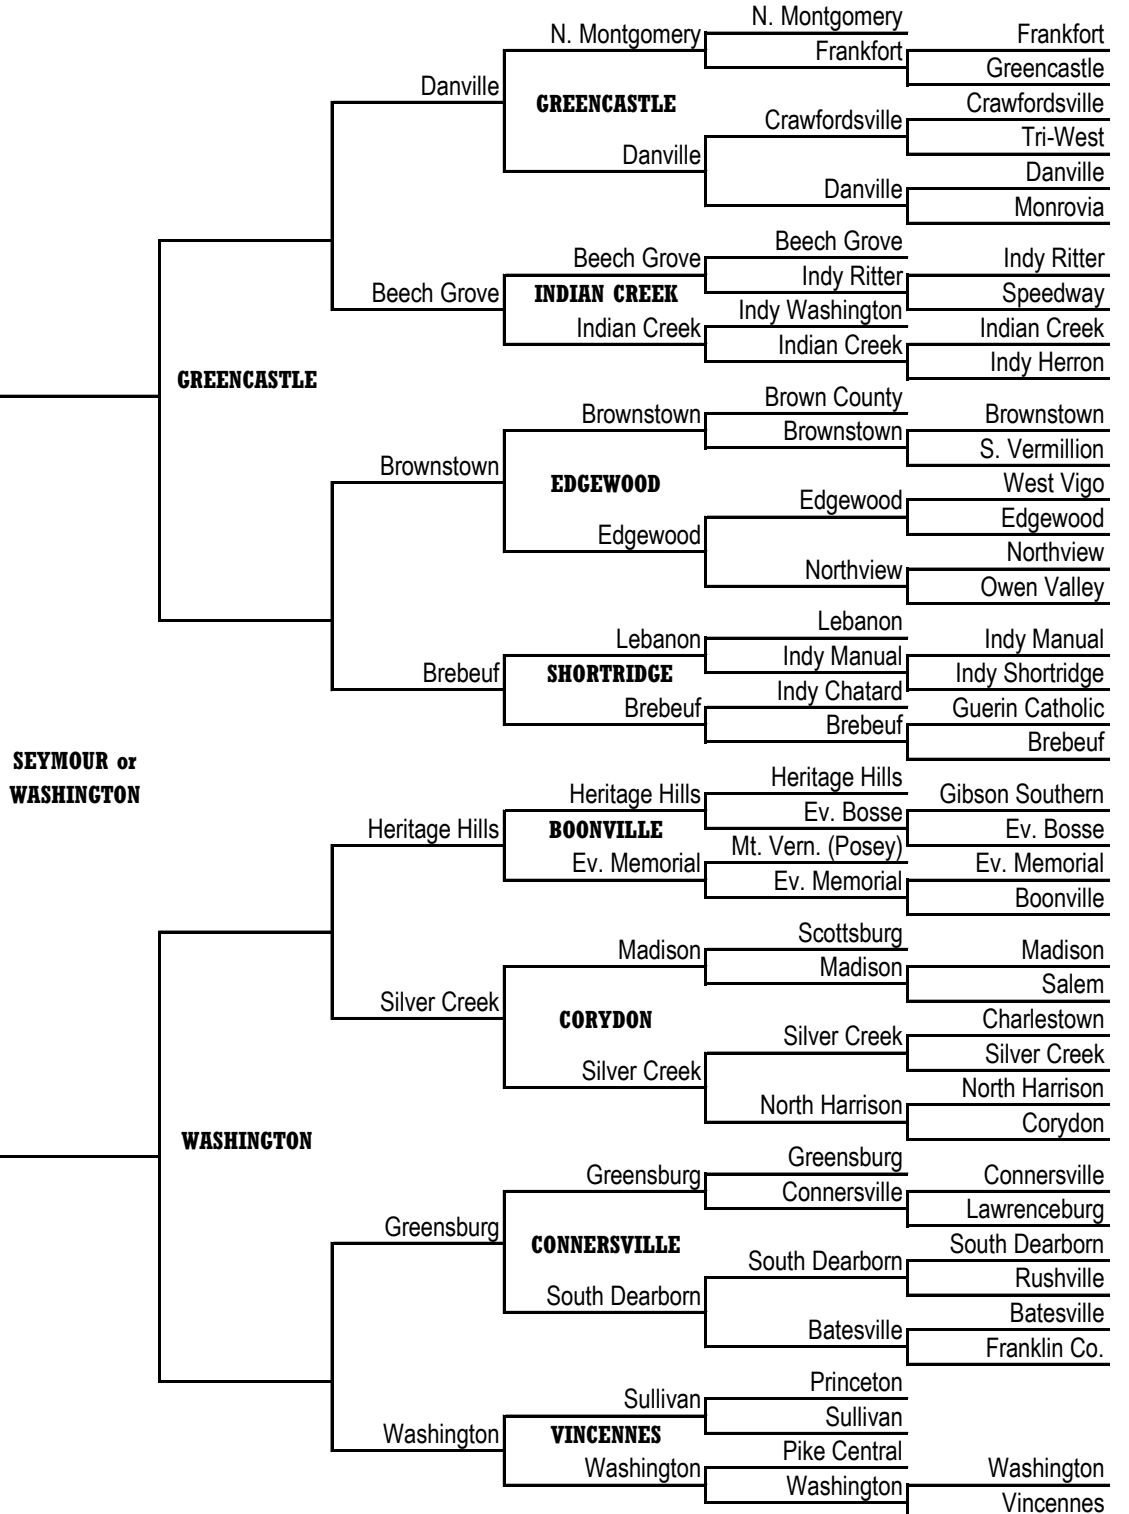 N. Montgomery
N. Montgomery Frankfort
Frankfort
Greencastle
Danville
GREENCASTLE Crawfordsville
Crawfordsville
Tri-West
Danville
Danville
Danville
Monrovia
Beech Grove
Beech Grove Indy Ritter
Indy Ritter
Beech Grove INDIAN CREEK Speedway
Indy Washington
Indian Creek Indian Creek
Indian Creek
Indy Herron
GREENCASTLE
Brown County
Brownstown Brownstown
Brownstown
S. Vermillion
Brownstown
EDGEWOOD West Vigo
Edgewood
Edgewood
Edgewood
Northview
Northview
Owen Valley
Lebanon
Lebanon Indy Manual
Indy Manual
Brebeuf SHORTRIDGE Indy Shortridge
Indy Chatard
Brebeuf Guerin Catholic
Brebeuf
Brebeuf
SEYMOUR or
WASHINGTON
Heritage Hills
Heritage Hills Gibson Southern
Ev. Bosse
Heritage Hills BOONVILLE Ev. Bosse
Mt. Vern. (Posey)
Ev. Memorial Ev. Memorial
Ev. Memorial
Boonville
Scottsburg
Madison Madison
Madison
Salem
Silver Creek
CORYDON Charlestown
Silver Creek
Silver Creek
Silver Creek
North Harrison
North Harrison
Corydon
WASHINGTON
Greensburg
Greensburg Connersville
Connersville
Lawrenceburg
Greensburg
CONNERSVILLE South Dearborn
South Dearborn
Rushville
South Dearborn
Batesville
Batesville
Franklin Co.
Princeton
Sullivan
Sullivan
Washington VINCENNES
Pike Central
Washington Washington
Washington
Vincennes